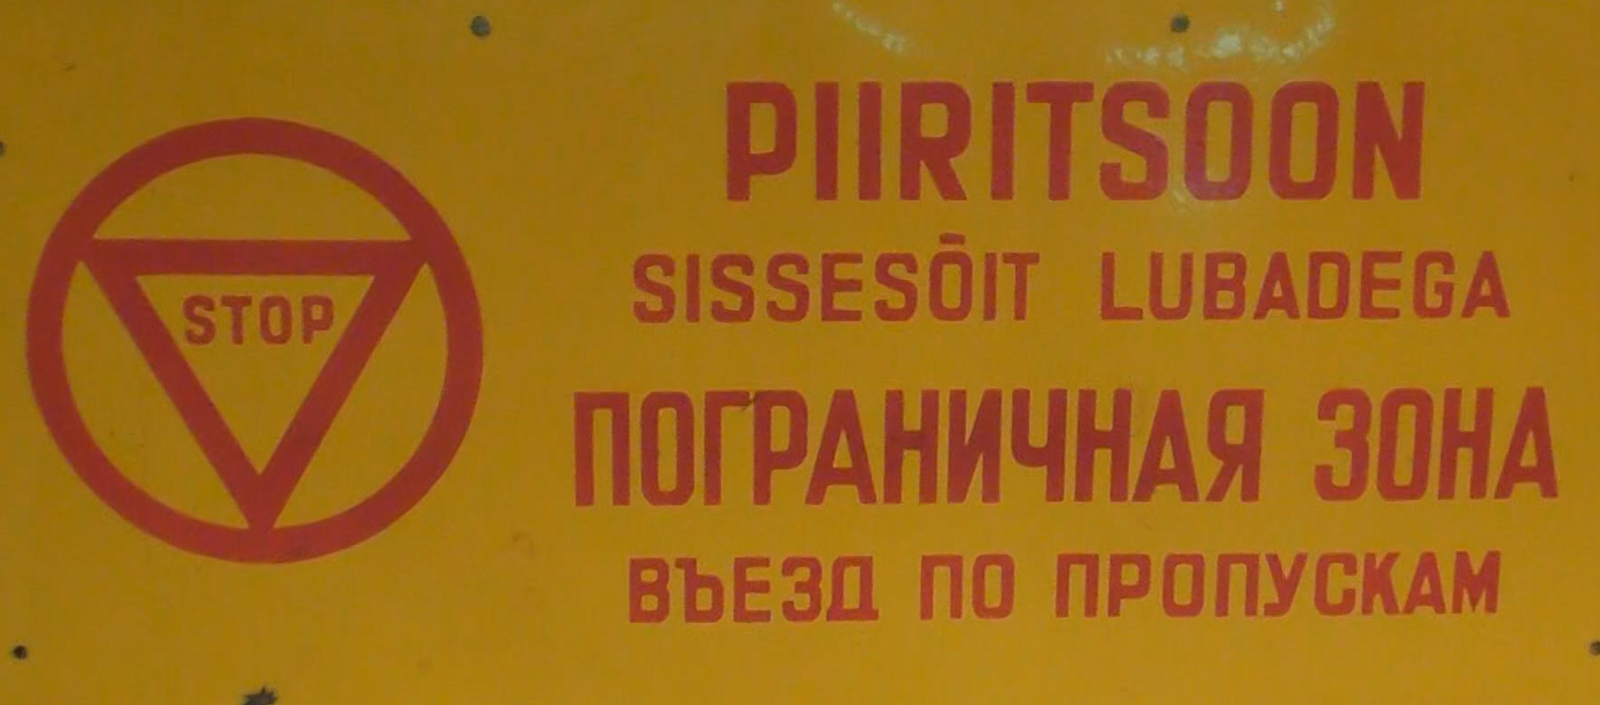 STOP
PIIRITSOON
SISSESÕIT LUBADEGA
ПОГРАНИЧНАЯ ЗОНА
ВЪЕЗД ПО ПРОПУСКАМ